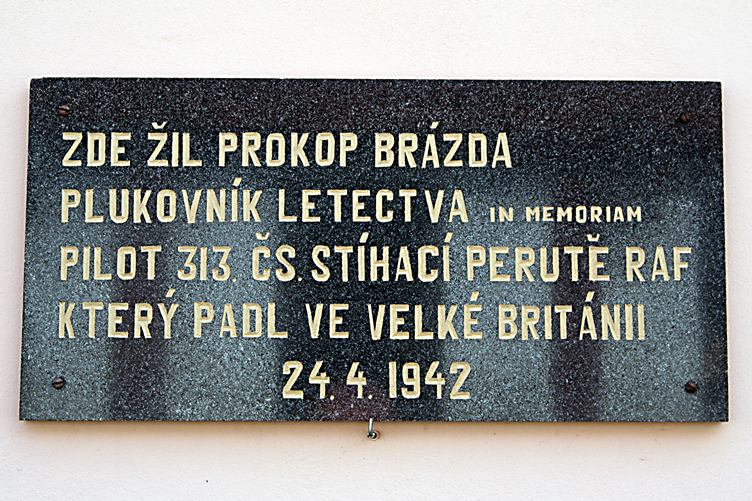 ZDE ŽIL PROKOP BRÁZDA
PLUKOVNÍK LETECTVA IN MEMORIAM
PILOT 313. ČS. STÍHACÍ PERUTĚ RAF
KTERÝ PADL VE VELKÉ BRITÁNII
24. 4. 1942